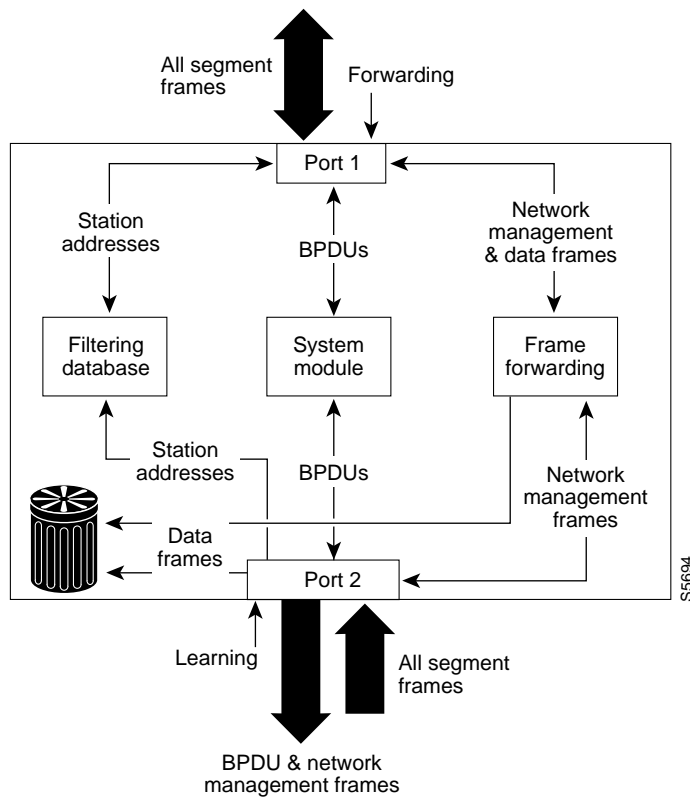 All segment
frames
Forwarding
Port 1
Station
addresses
BPDUs
Network
management
& data frames
Filtering
database
System
module
Frame
forwarding
Station
addresses
BPDUs
Network
management
frames
Data
frames
Port 2
S5694
Learning
All segment
frames
BPDU & network
management frames